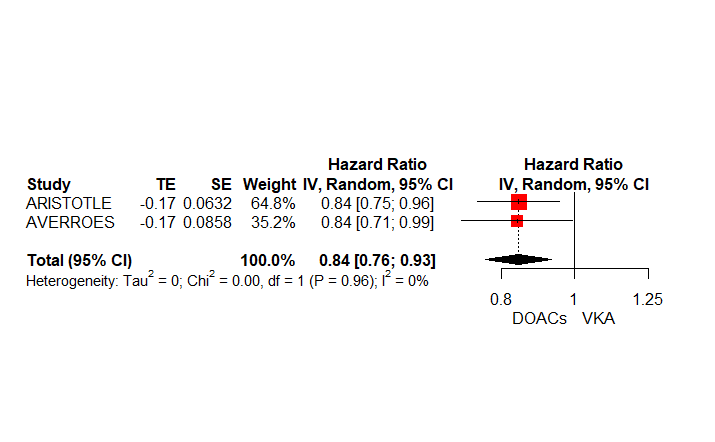 Hazard Ratio Hazard Ratio
Study TE SE Weight IV, Random, 95% CI IV, Random, 95% CI
ARISTOTLE -0.17 0.0632 64.8% 0.84 [0.75; 0.96]
AVERROES -0.17 0.0858 35.2% 0.84 [0.71; 0.99]
Total (95% CI) 100.0% 0.84 [0.76; 0.93]
Heterogeneity: Tau² = 0; Chi² = 0.00, df = 1 (P = 0.96); I² = 0%
0.8 1 1.25
DOACs VKA